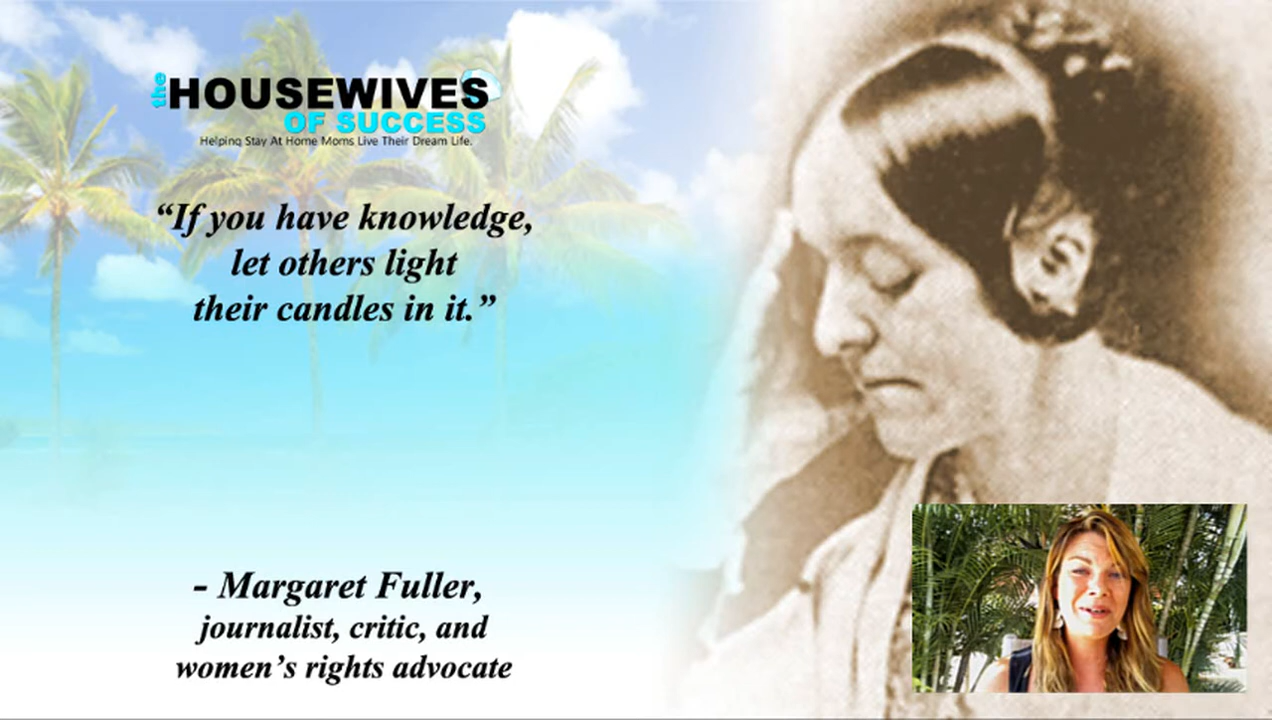 the HOUSEWIVES
OF SUCCESS
Helping Stay At Home Moms Live Their Dream Life.
“If you have knowledge,
let others light
their candles in it.”
- Margaret Fuller,
journalist, critic, and
women’s rights advocate